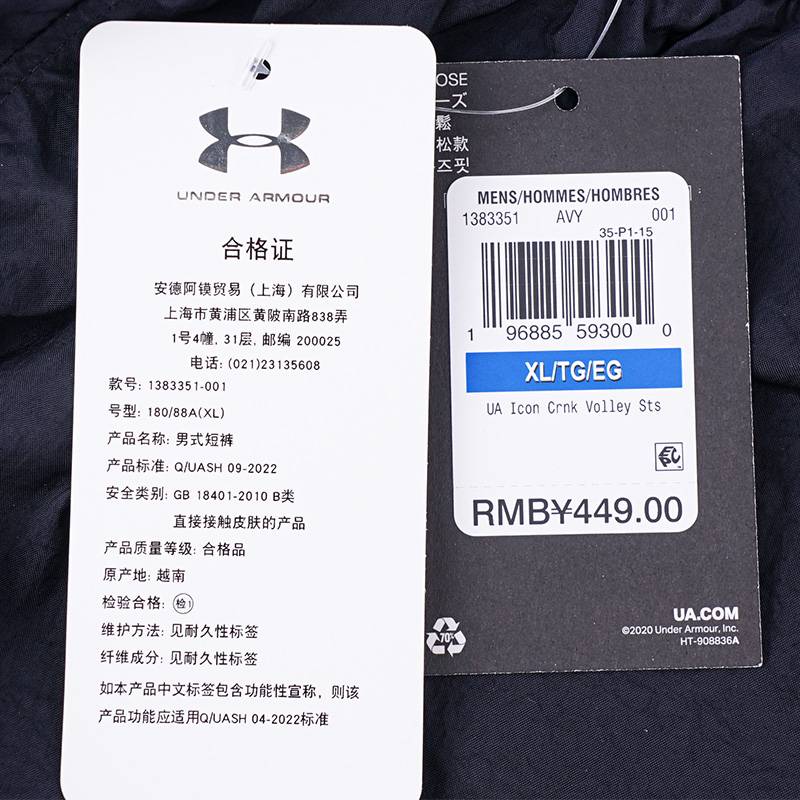 UNDER ARMOUR
合格证
安德阿镆贸易（上海）有限公司
上海市黄浦区黄陂南路838弄
1号4幢, 31层, 邮编 200025
电话: (021)23135608
款号: 1383351-001
号型: 180/88A(XL)
产品名称: 男式短裤
产品标准: Q/UASH 09-2022
安全类别: GB 18401-2010 B类
直接接触皮肤的产品
产品质量等级: 合格品
原产地: 越南
检验合格: 检1
维护方法: 见耐久性标签
纤维成分: 见耐久性标签
如本产品中文标签包含功能性宣称，则该
产品功能应适用Q/UASH 04-2022标准
OSE
ーズ
鬆
松款
즈핏
MENS/HOMMES/HOMBRES
1383351 AVY 001
35-P1-15
1 96885 59300 0
XL/TG/EG
UA Icon Crnk Volley Sts
RMB¥449.00
70%
UA.COM
©2020 Under Armour, Inc.
HT-908836A